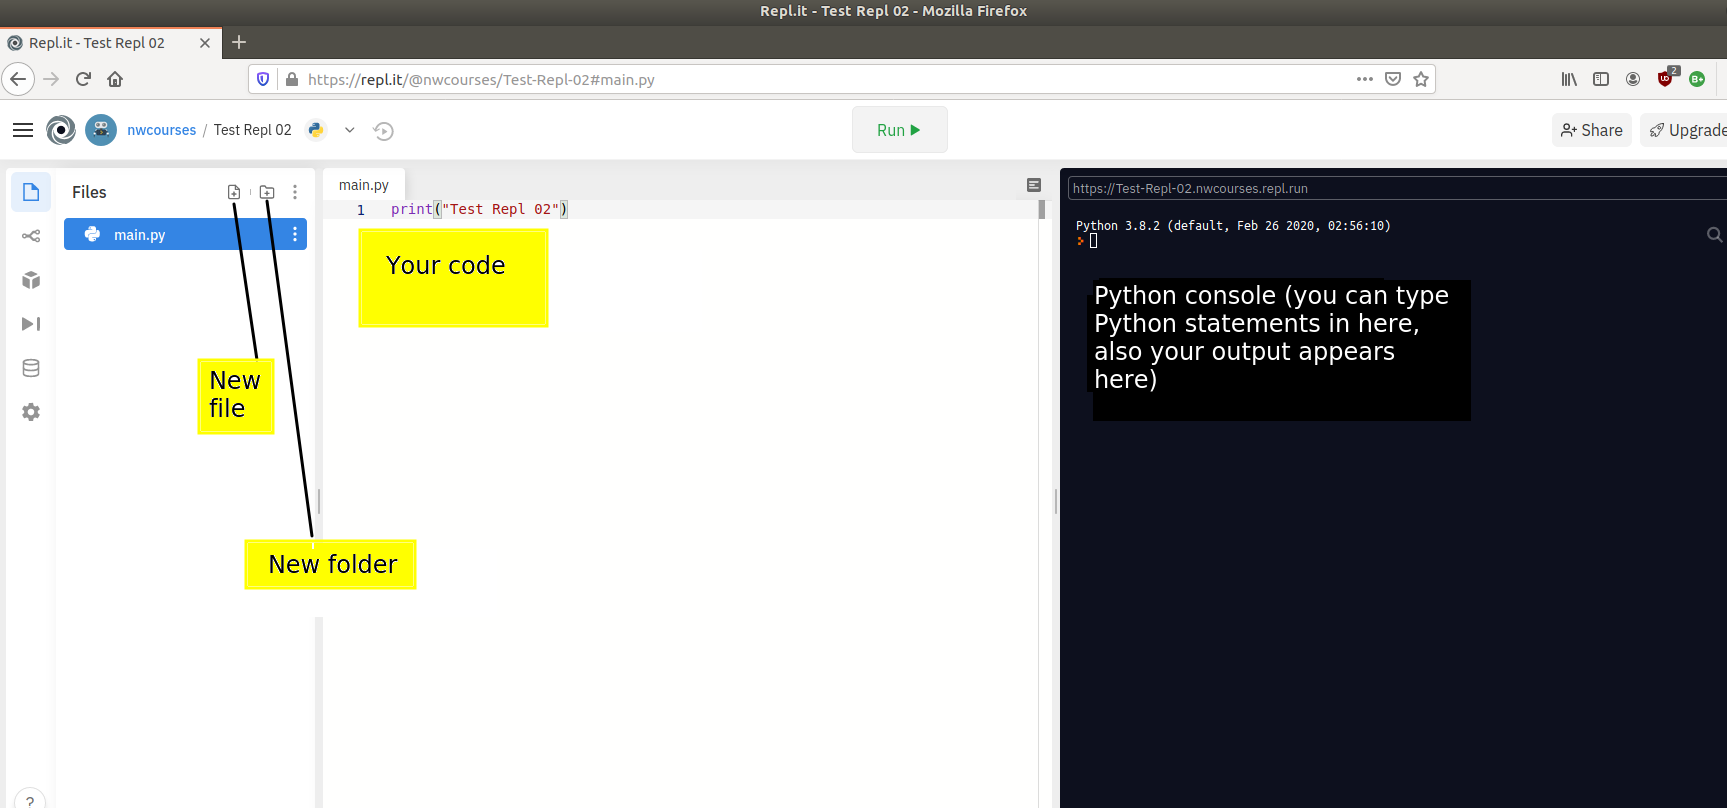 Repl.it - Test Repl 02 - Mozilla Firefox
Repl.it - Test Repl 02
https://repl.it/@nwcourses/Test-Repl-02#main.py
2
nwcourses / Test Repl 02
Run
Share
Upgrade
Files
main.py
main.py
1 print("Test Repl 02")
https://Test-Repl-02.nwcourses.repl.run
Python 3.8.2 (default, Feb 26 2020, 02:56:10)
Your code
Python console (you can type
Python statements in here,
also your output appears
here)
New
file
New folder
?